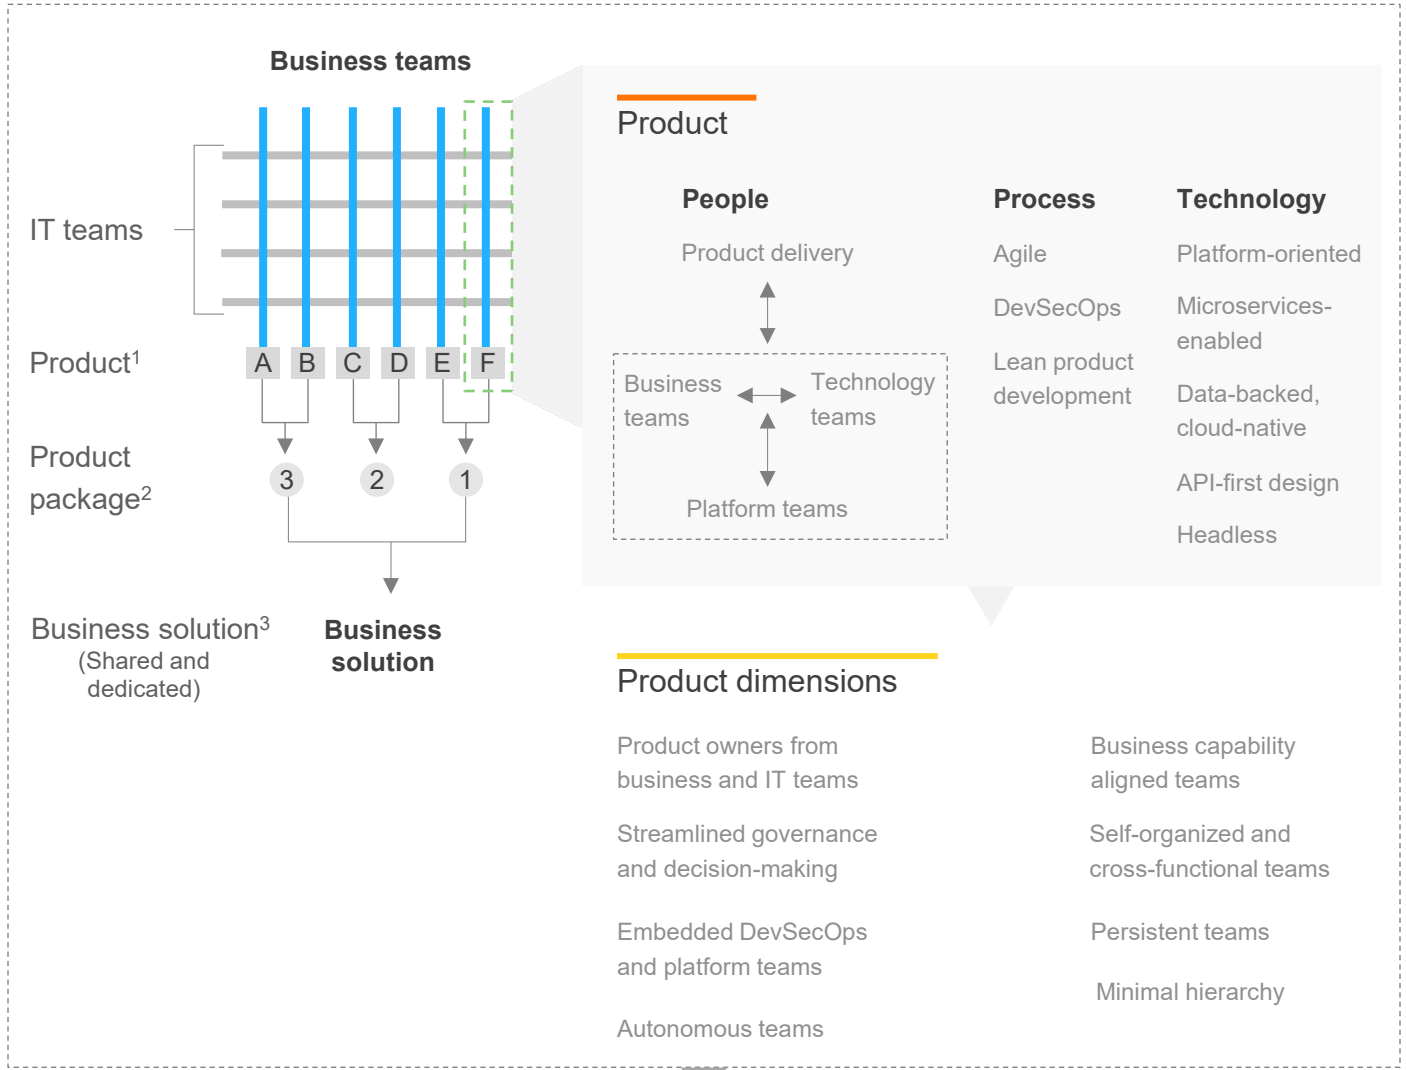 Business teams
IT teams
Product¹
A B C D E F
Product
package²
3 2 1
Business solution³
(Shared and
dedicated)
Business
solution
Product
People
Product delivery
Business
teams
Technology
teams
Platform teams
Process
Agile
DevSecOps
Lean product
development
Technology
Platform-oriented
Microservices-
enabled
Data-backed,
cloud-native
API-first design
Headless
Product dimensions
Product owners from
business and IT teams
Streamlined governance
and decision-making
Embedded DevSecOps
and platform teams
Autonomous teams
Business capability
aligned teams
Self-organized and
cross-functional teams
Persistent teams
Minimal hierarchy